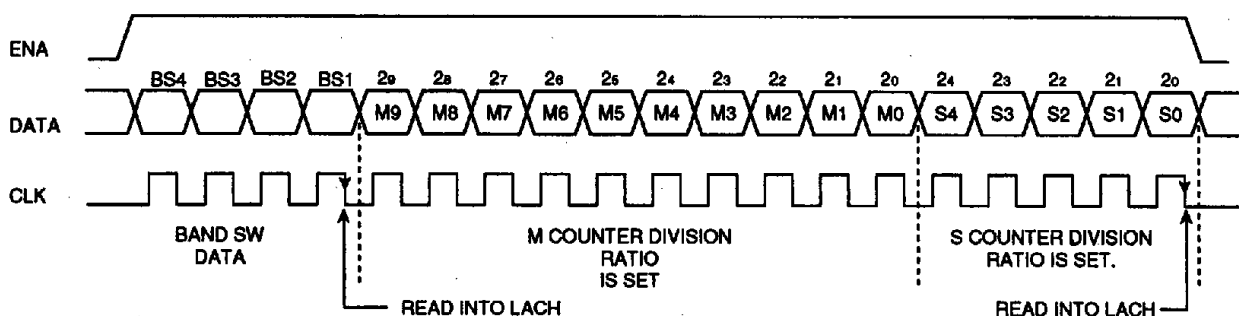 ENA
BS4 BS3 BS2 BS1 29 28 27 26 25 24 23 22 21 20 24 23 22 21 20
DATA M9 M8 M7 M6 M5 M4 M3 M2 M1 M0 S4 S3 S2 S1 S0
CLK
BAND SW
DATA
M COUNTER DIVISION
RATIO
IS SET
S COUNTER DIVISION
RATIO IS SET.
READ INTO LACH
READ INTO LACH